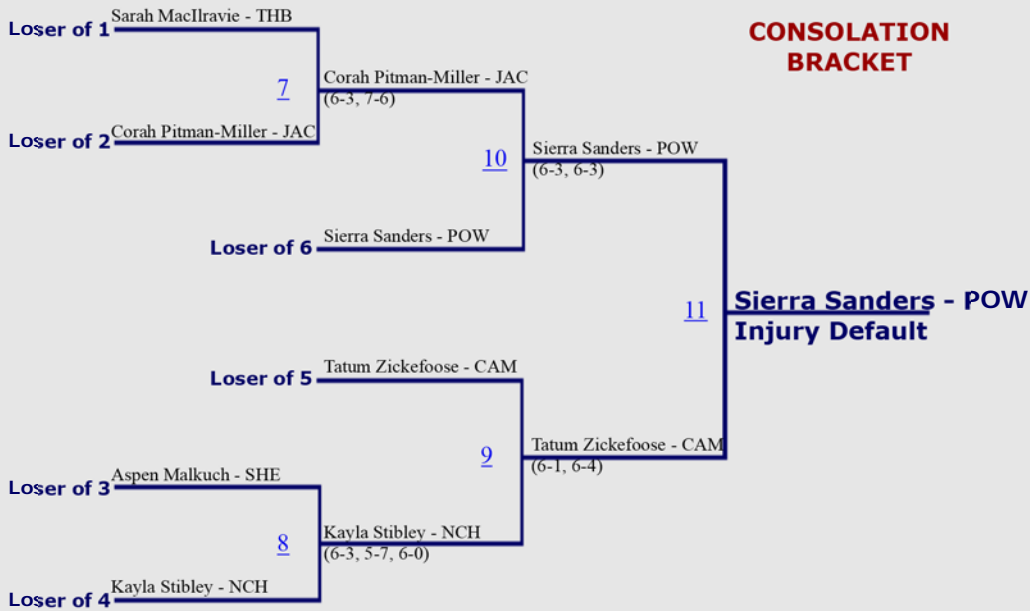 CONSOLATION
BRACKET
Loser of 1
Sarah MacIlravie - THB
7
Corah Pitman-Miller - JAC
(6-3, 7-6)
Loser of 2
Corah Pitman-Miller - JAC
10
Sierra Sanders - POW
(6-3, 6-3)
Loser of 6
Sierra Sanders - POW
11
Sierra Sanders - POW
Injury Default
Loser of 5
Tatum Zickefoose - CAM
9
Tatum Zickefoose - CAM
(6-1, 6-4)
Loser of 3
Aspen Malkuch - SHE
8
Kayla Stibley - NCH
(6-3, 5-7, 6-0)
Loser of 4
Kayla Stibley - NCH